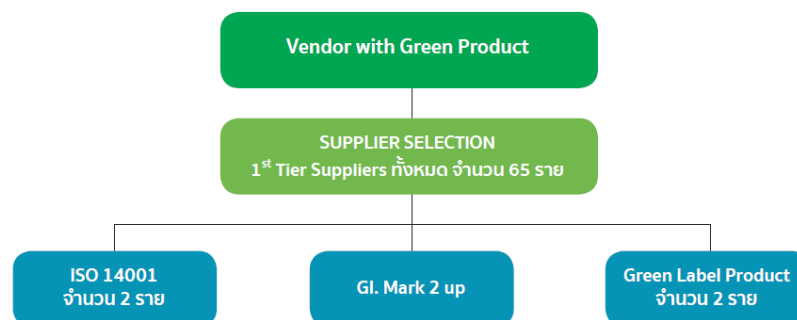 Vendor with Green Product
SUPPLIER SELECTION
1st Tier Suppliers ทั้งหมด จำนวน 65 ราย
ISO 14001
จำนวน 2 ราย
GI. Mark 2 up
Green Label Product
จำนวน 2 ราย